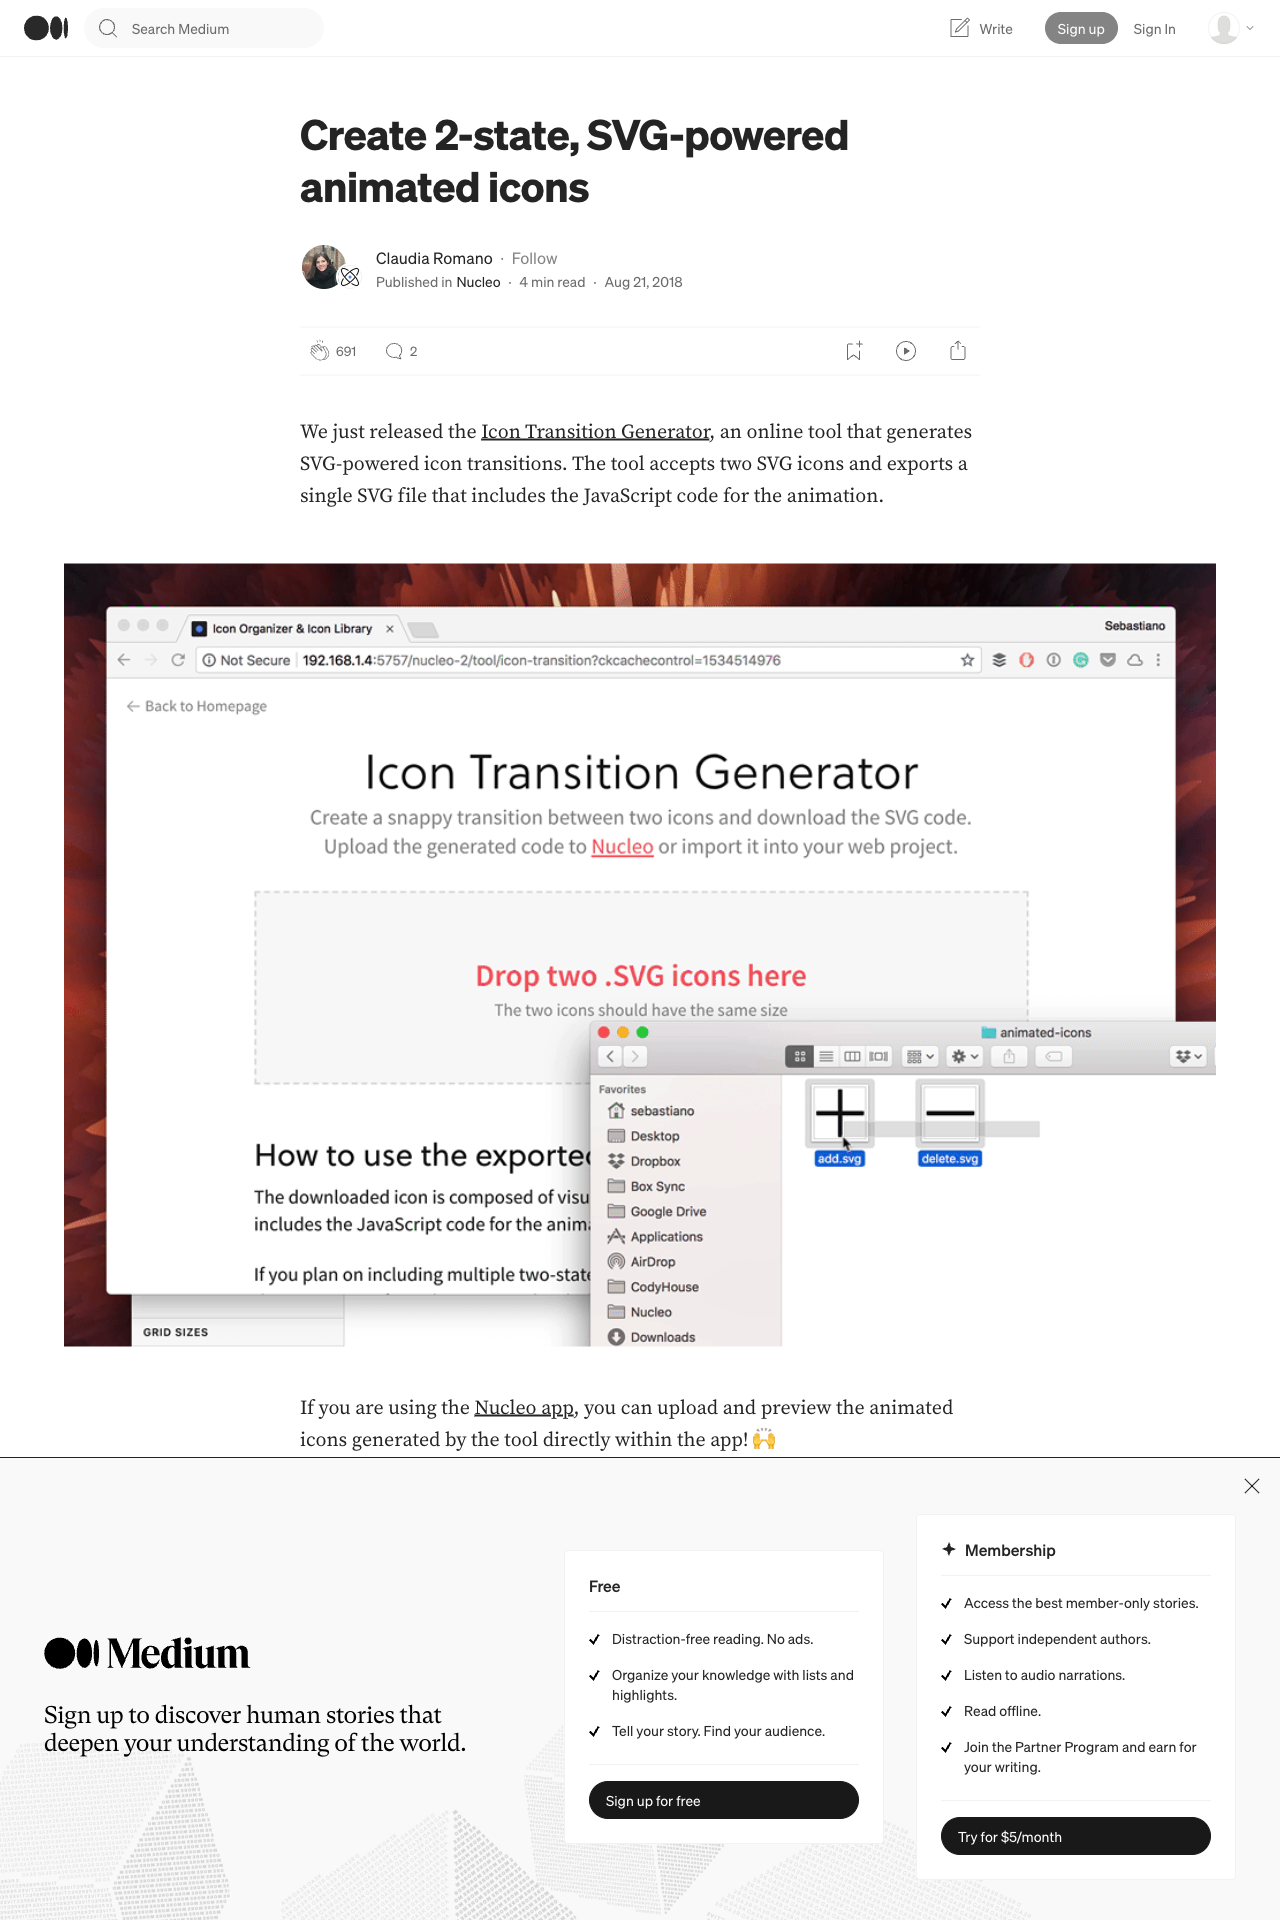 Search Medium
Write
Sign up
Sign In
Create 2-state, SVG-powered
animated icons
Claudia Romano · Follow
Published in Nucleo · 4 min read · Aug 21, 2018
691
2
We just released the Icon Transition Generator, an online tool that generates
SVG-powered icon transitions. The tool accepts two SVG icons and exports a
single SVG file that includes the JavaScript code for the animation.
Icon Organizer & Icon Library
Sebastiano
Not Secure | 192.168.1.4:5757/nucleo-2/tool/icon-transition?ckcachecontrol=1534514976
← Back to Homepage
Icon Transition Generator
Create a snappy transition between two icons and download the SVG code.
Upload the generated code to Nucleo or import it into your web project.
Drop two .SVG icons here
The two icons should have the same size
animated-icons
Favorites
sebastiano
Desktop
Dropbox
Box Sync
Google Drive
Applications
AirDrop
CodyHouse
Nucleo
Downloads
add.svg
delete.svg
How to use the exported
The downloaded icon is composed of visu
includes the JavaScript code for the anima
If you plan on including multiple two-state
GRID SIZES
If you are using the Nucleo app, you can upload and preview the animated
icons generated by the tool directly within the app! 🙌
Medium
Sign up to discover human stories that
deepen your understanding of the world.
Free
Distraction-free reading. No ads.
Organize your knowledge with lists and
highlights.
Tell your story. Find your audience.
Sign up for free
Membership
Access the best member-only stories.
Support independent authors.
Listen to audio narrations.
Read offline.
Join the Partner Program and earn for
your writing.
Try for $5/month